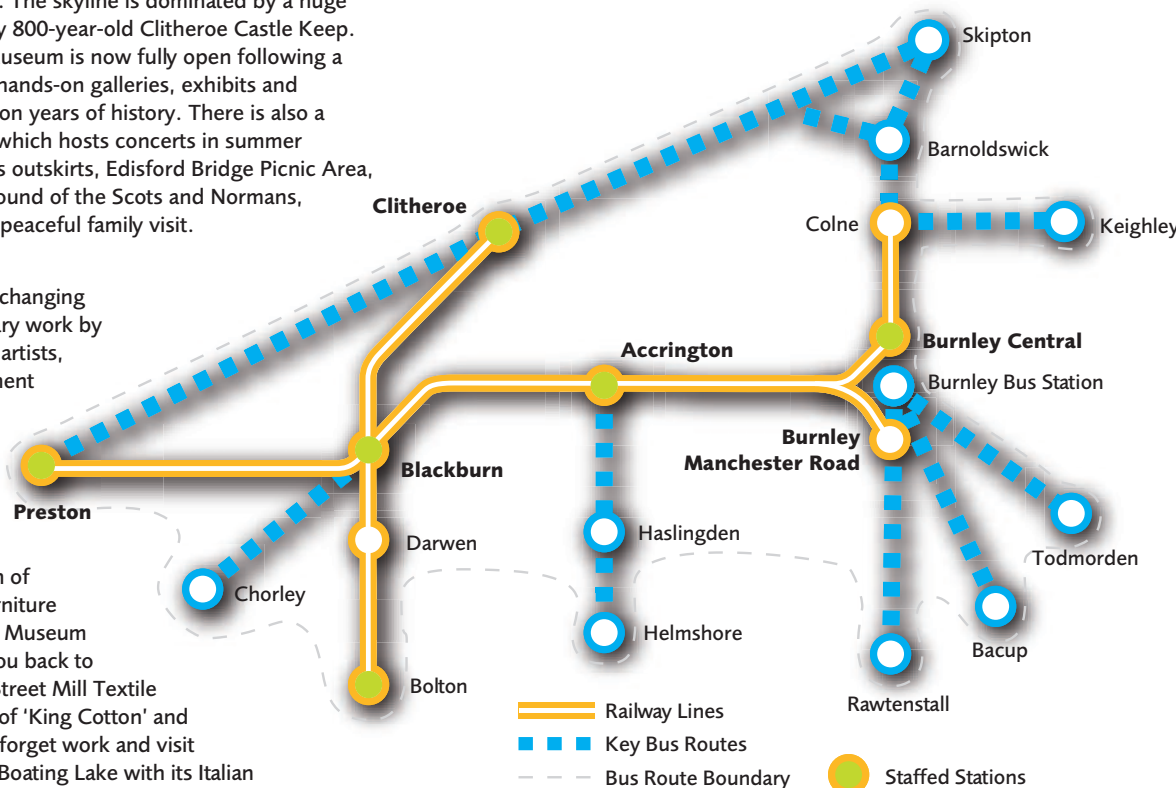 . The skyline is dominated by a huge
y 800-year-old Clitheroe Castle Keep.
useum is now fully open following a
hands-on galleries, exhibits and
on years of history. There is also a
which hosts concerts in summer
s outskirts, Edisford Bridge Picnic Area,
ound of the Scots and Normans,
peaceful family visit.
changing
ary work by
artists,
nent
n of
rniture
Museum
ou back to
Street Mill Textile
of ‘King Cotton’ and
forget work and visit
Boating Lake with its Italian
Skipton
Barnoldswick
Clitheroe
Colne
Keighley
Burnley Central
Accrington
Burnley Bus Station
Burnley
Manchester Road
Blackburn
Preston
Darwen
Haslingden
Todmorden
Chorley
Helmshore
Bacup
Bolton
Rawtenstall
Railway Lines
Key Bus Routes
Bus Route Boundary
Staffed Stations